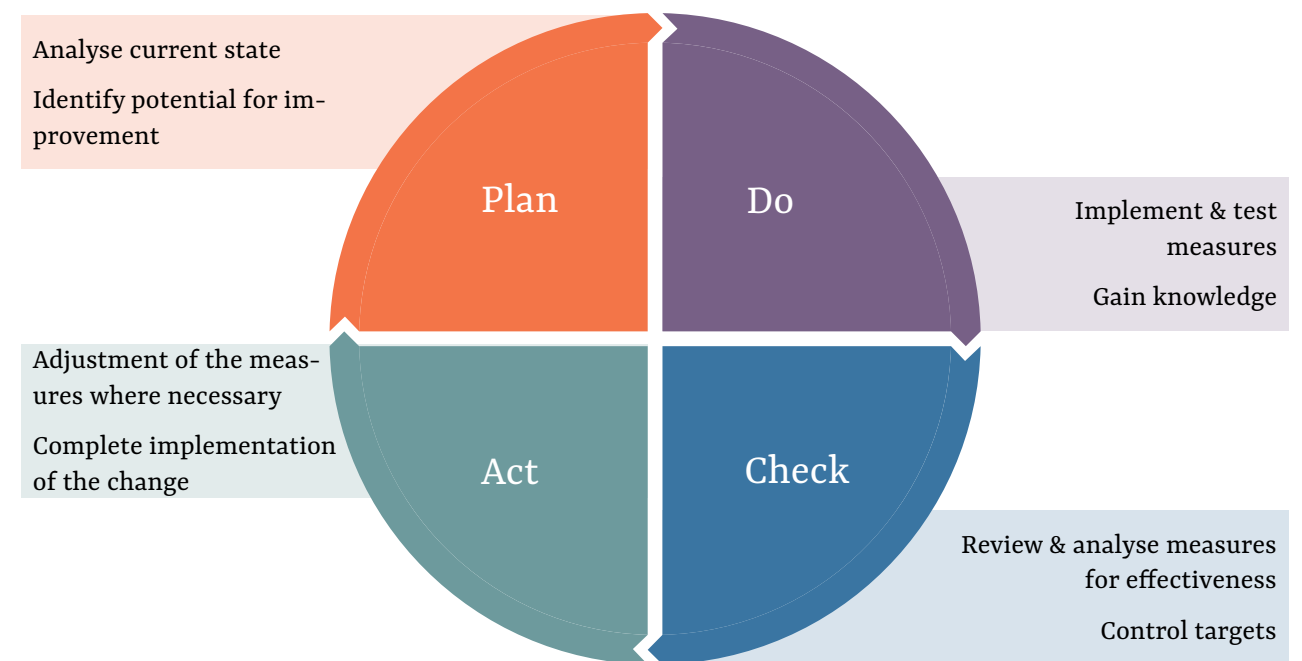 Analyse current state
Identify potential for im-
provement
Plan
Do
Implement & test
measures
Gain knowledge
Adjustment of the meas-
ures where necessary
Complete implementation
of the change
Act
Check
Review & analyse measures
for effectiveness
Control targets